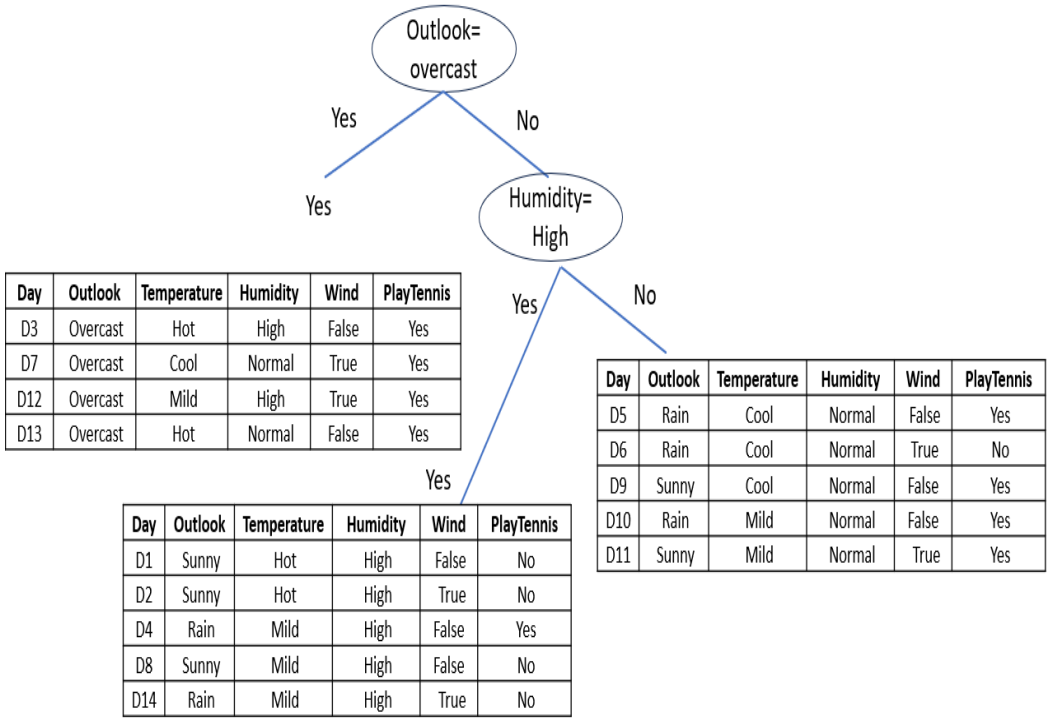 Outlook=
overcast
Yes
No
Yes
Humidity=
High
Yes
No
Day Outlook Temperature Humidity Wind PlayTennis
D3 Overcast Hot High False Yes
D7 Overcast Cool Normal True Yes
D12 Overcast Mild High True Yes
D13 Overcast Hot Normal False Yes
Day Outlook Temperature Humidity Wind PlayTennis
D5 Rain Cool Normal False Yes
D6 Rain Cool Normal True No
D9 Sunny Cool Normal False Yes
D10 Rain Mild Normal False Yes
D11 Sunny Mild Normal True Yes
Yes
Day Outlook Temperature Humidity Wind PlayTennis
D1 Sunny Hot High False No
D2 Sunny Hot High True No
D4 Rain Mild High False Yes
D8 Sunny Mild High False No
D14 Rain Mild High True No